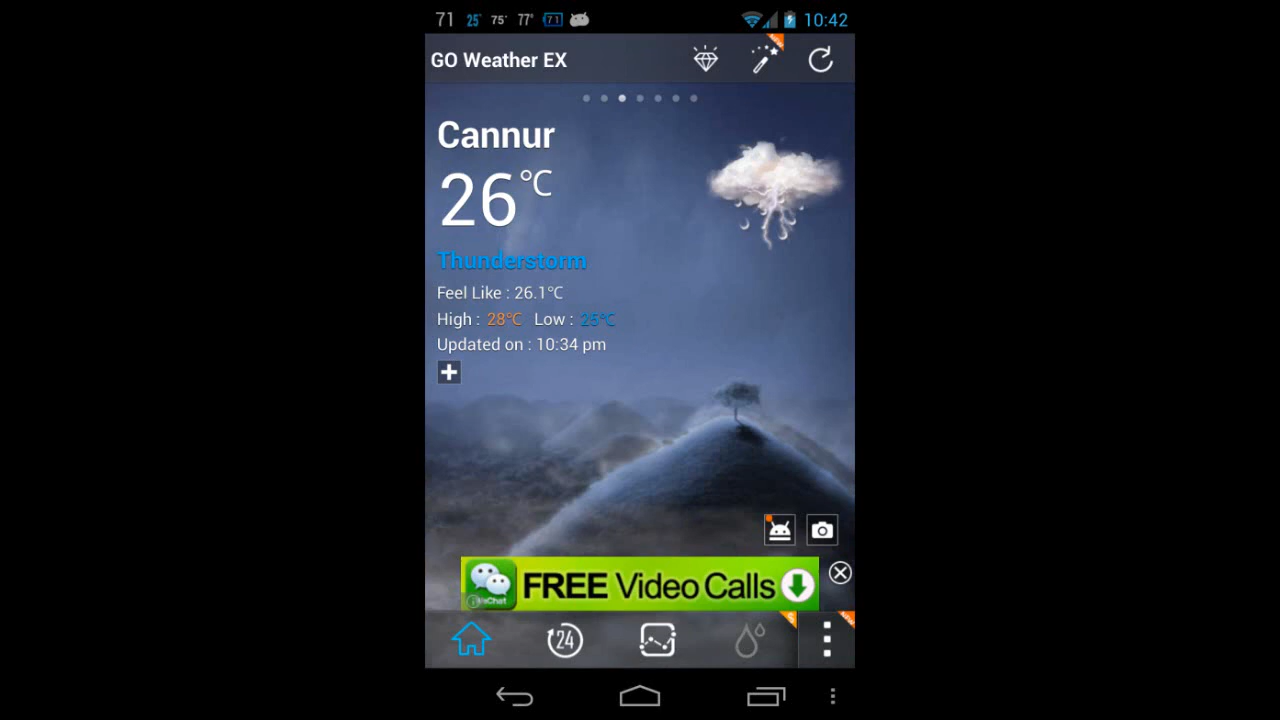 71 25° 75° 77° 71 10:42
GO Weather EX
Cannur
26°C
Thunderstorm
Feel Like : 26.1°C
High : 28°C Low : 25°C
Updated on : 10:34 pm
FREE Video Calls
24